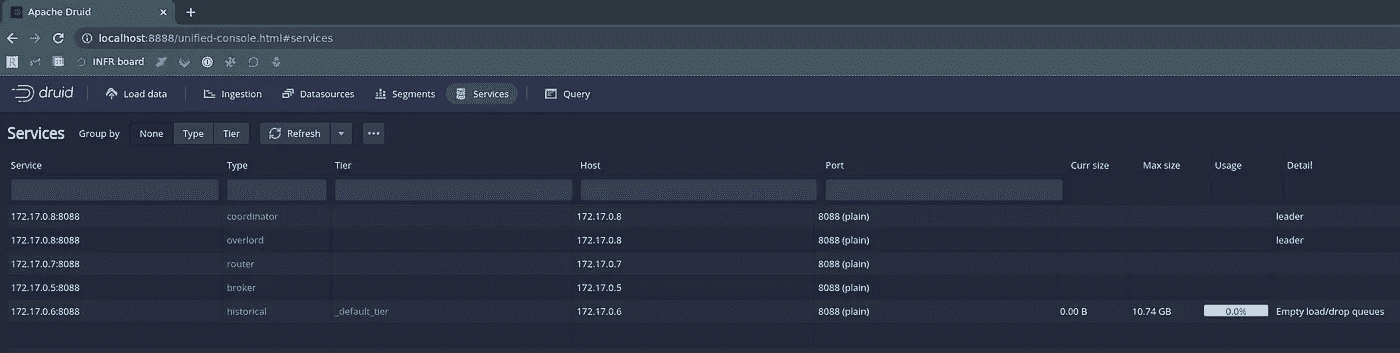 Apache Druid
localhost:8888/unified-console.html#services
INFR board
druid Load data Ingestion Datasources Segments Services Query
Services Group by None Type Tier Refresh
Service Type Tier Host Port Curr size Max size Usage Detail
172.17.0.8:8088 coordinator 172.17.0.8 8088 (plain) leader
172.17.0.8:8088 overlord 172.17.0.8 8088 (plain) leader
172.17.0.7:8088 router 172.17.0.7 8088 (plain)
172.17.0.5:8088 broker 172.17.0.5 8088 (plain)
172.17.0.6:8088 historical _default_tier 172.17.0.6 8088 (plain) 0.00 B 10.74 GB 0.0% Empty load/drop queues